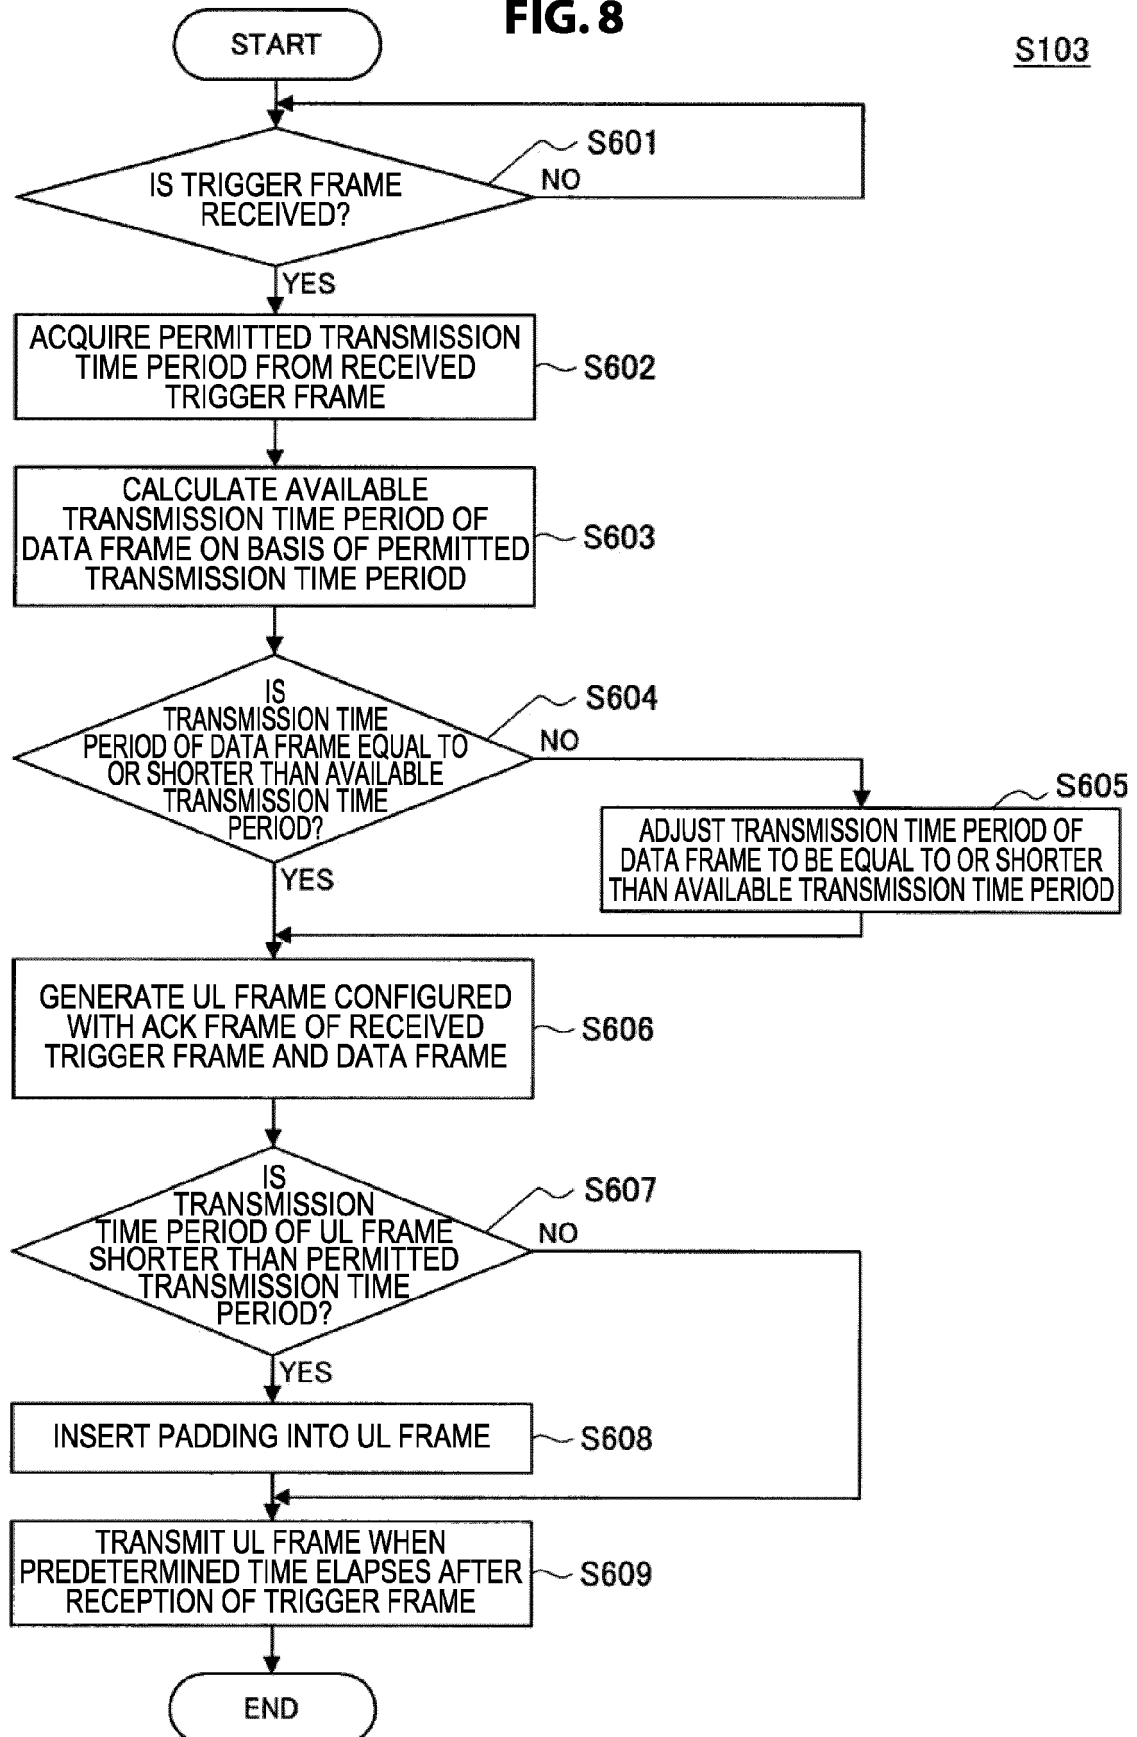 FIG. 8
S103
START
S601
IS TRIGGER FRAME
RECEIVED?
NO
YES
ACQUIRE PERMITTED TRANSMISSION
TIME PERIOD FROM RECEIVED
TRIGGER FRAME
S602
CALCULATE AVAILABLE
TRANSMISSION TIME PERIOD OF
DATA FRAME ON BASIS OF PERMITTED
TRANSMISSION TIME PERIOD
S603
IS
TRANSMISSION TIME
PERIOD OF DATA FRAME EQUAL TO
OR SHORTER THAN AVAILABLE
TRANSMISSION TIME
PERIOD?
S604
NO
YES
S605
ADJUST TRANSMISSION TIME PERIOD OF
DATA FRAME TO BE EQUAL TO OR SHORTER
THAN AVAILABLE TRANSMISSION TIME PERIOD
GENERATE UL FRAME CONFIGURED
WITH ACK FRAME OF RECEIVED
TRIGGER FRAME AND DATA FRAME
S606
IS
TRANSMISSION
TIME PERIOD OF UL FRAME
SHORTER THAN PERMITTED
TRANSMISSION TIME
PERIOD?
S607
NO
YES
INSERT PADDING INTO UL FRAME
S608
TRANSMIT UL FRAME WHEN
PREDETERMINED TIME ELAPSES AFTER
RECEPTION OF TRIGGER FRAME
S609
END